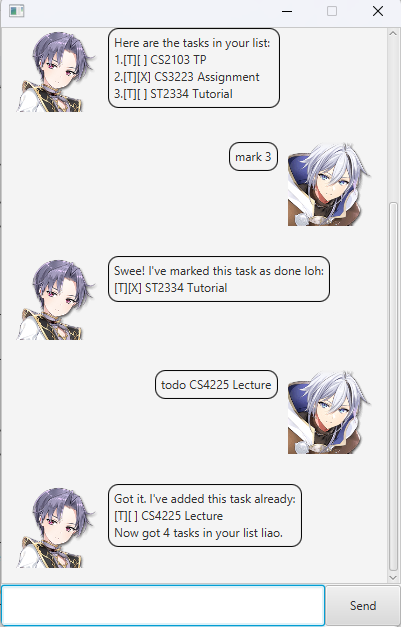 Here are the tasks in your list:
1.[T][ ] CS2103 TP
2.[T][X] CS3223 Assignment
3.[T][ ] ST2334 Tutorial
mark 3
Swee! I've marked this task as done loh:
[T][X] ST2334 Tutorial
todo CS4225 Lecture
Got it. I've added this task already:
[T][ ] CS4225 Lecture
Now got 4 tasks in your list liao.
Send